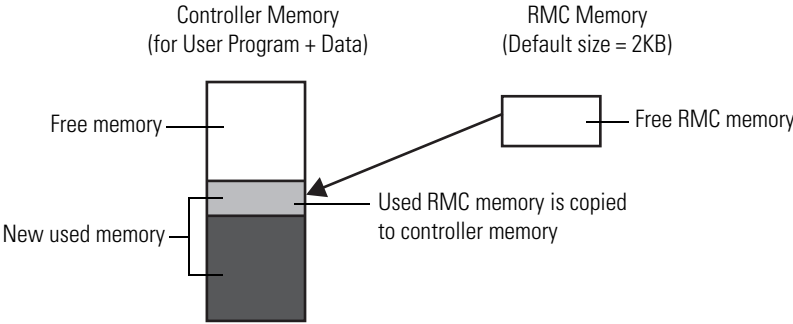 Controller Memory
(for User Program + Data)
RMC Memory
(Default size = 2KB)
Free memory
Free RMC memory
Used RMC memory is copied
to controller memory
New used memory